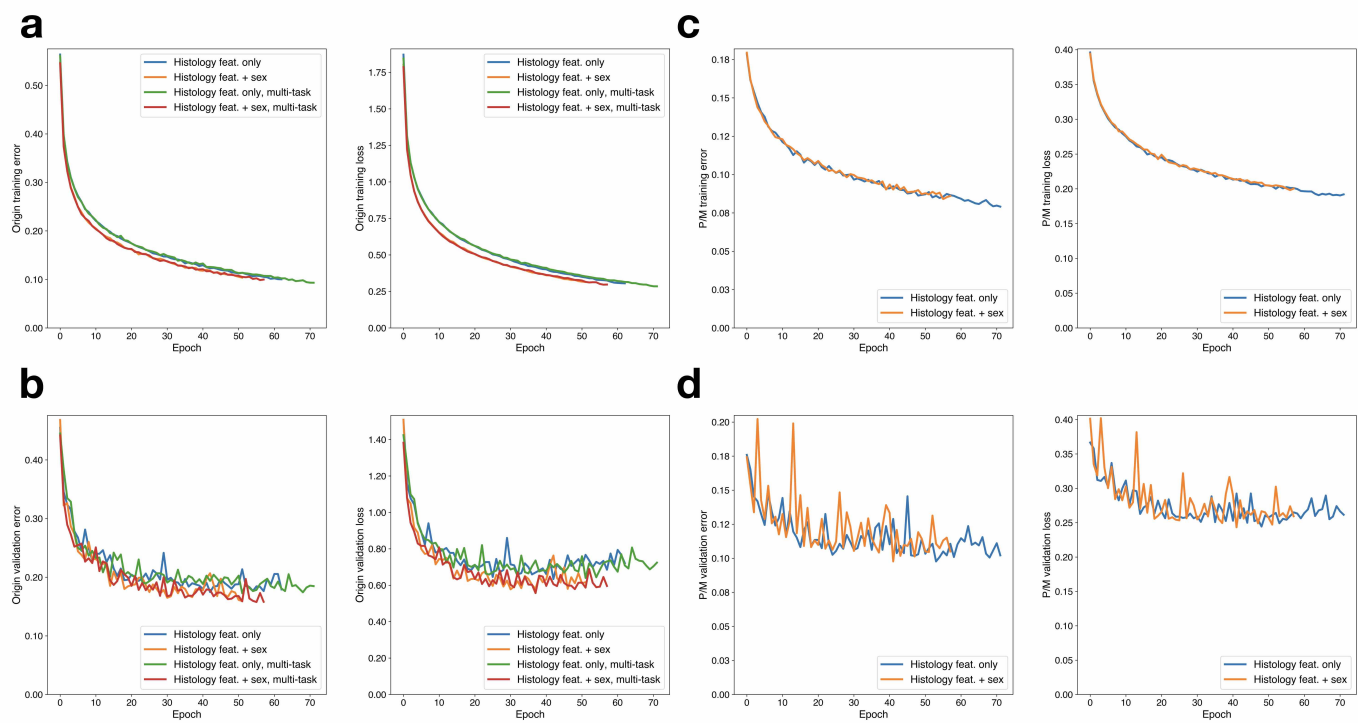 a
0.50
0.40
0.30
0.20
0.10
0.00
Origin training error
0 10 20 30 40 50 60 70
Epoch
Histology feat. only
Histology feat. + sex
Histology feat. only, multi-task
Histology feat. + sex, multi-task
1.75
1.50
1.25
1.00
0.75
0.50
0.25
0.00
Origin training loss
0 10 20 30 40 50 60 70
Epoch
Histology feat. only
Histology feat. + sex
Histology feat. only, multi-task
Histology feat. + sex, multi-task
c
0.18
0.15
0.12
0.10
0.08
0.05
0.03
0.00
P/M training error
0 10 20 30 40 50 60 70
Epoch
Histology feat. only
Histology feat. + sex
0.40
0.35
0.30
0.25
0.20
0.15
0.10
0.05
0.00
P/M training loss
0 10 20 30 40 50 60 70
Epoch
Histology feat. only
Histology feat. + sex
b
0.40
0.30
0.20
0.10
0.00
Origin validation error
0 10 20 30 40 50 60 70
Epoch
Histology feat. only
Histology feat. + sex
Histology feat. only, multi-task
Histology feat. + sex, multi-task
1.40
1.20
1.00
0.80
0.60
0.40
0.20
0.00
Origin validation loss
0 10 20 30 40 50 60 70
Epoch
Histology feat. only
Histology feat. + sex
Histology feat. only, multi-task
Histology feat. + sex, multi-task
d
0.20
0.18
0.15
0.12
0.10
0.08
0.05
0.03
0.00
P/M validation error
0 10 20 30 40 50 60 70
Epoch
Histology feat. only
Histology feat. + sex
0.40
0.35
0.30
0.25
0.20
0.15
0.10
0.05
0.00
P/M validation loss
0 10 20 30 40 50 60 70
Epoch
Histology feat. only
Histology feat. + sex